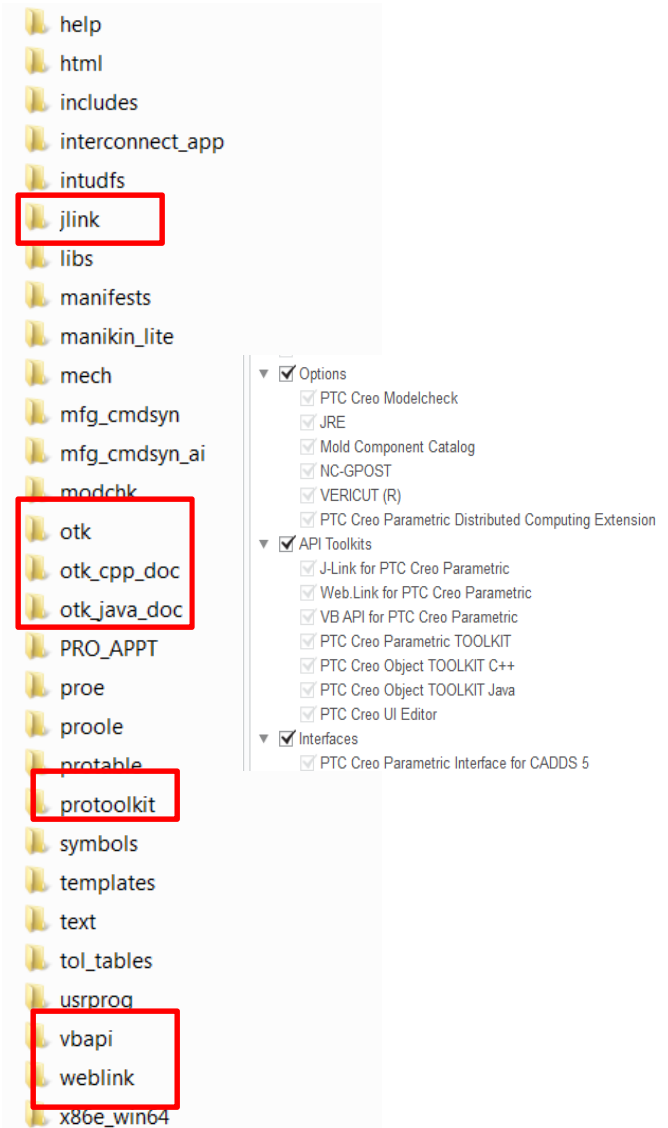 help
html
includes
interconnect_app
intudfs
jlink
libs
manifests
manikin_lite
mech
mfg_cmdsyn
mfg_cmdsyn_ai
modchk
otk
otk_cpp_doc
otk_java_doc
PRO_APPT
proe
proole
protable
protoolkit
symbols
templates
text
tol_tables
usrprog
vbapi
weblink
x86e_win64
Options
PTC Creo Modelcheck
JRE
Mold Component Catalog
NC-GPOST
VERICUT (R)
PTC Creo Parametric Distributed Computing Extension
API Toolkits
J-Link for PTC Creo Parametric
Web.Link for PTC Creo Parametric
VB API for PTC Creo Parametric
PTC Creo Parametric TOOLKIT
PTC Creo Object TOOLKIT C++
PTC Creo Object TOOLKIT Java
PTC Creo UI Editor
Interfaces
PTC Creo Parametric Interface for CADDS 5